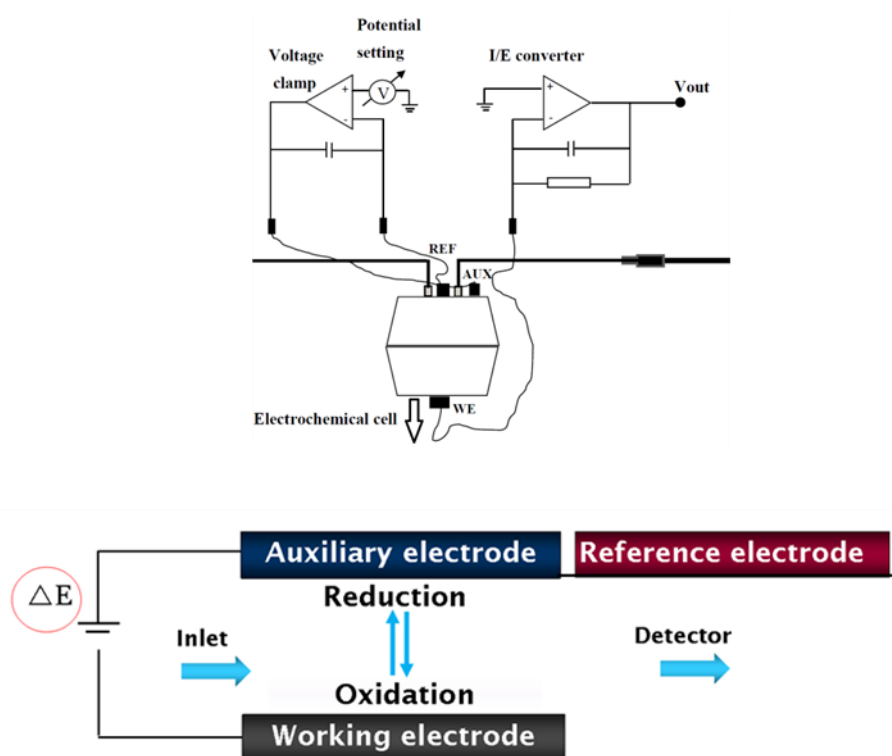 Potential
setting
Voltage
clamp
I/E converter
+
V
-
+
-
Vout
REF
AUX
WE
Electrochemical cell
Auxiliary electrode
Reference electrode
△E
Reduction
Inlet
Detector
Oxidation
Working electrode